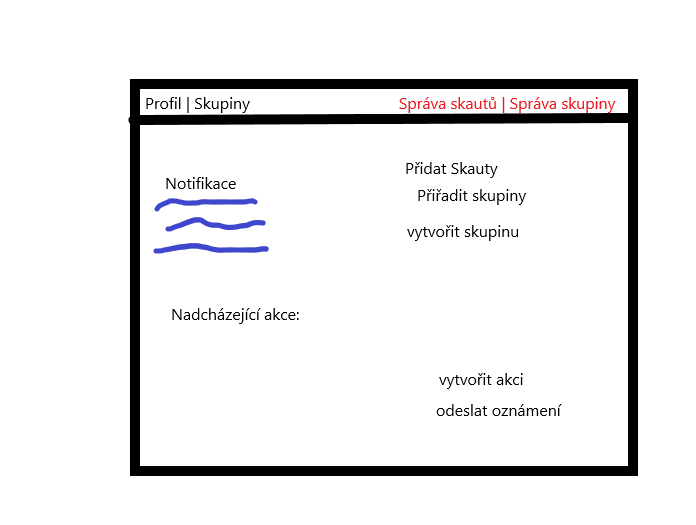 Profil | Skupiny
Správa skautů | Správa skupiny
Notifikace
Nadcházející akce:
Přidat Skauty
Přiřadit skupiny
vytvořit skupinu
vytvořit akci
odeslat oznámení